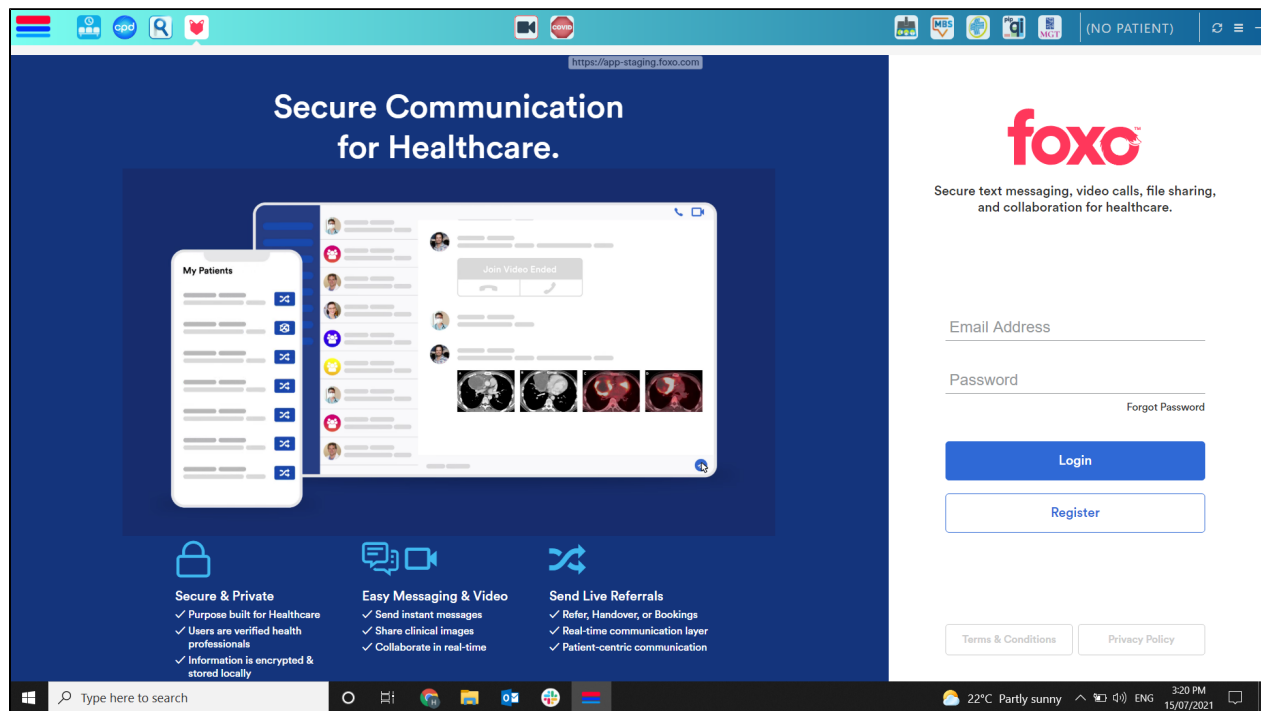 cpd
R
COVID
MBS
pip
qi
MGT
(NO PATIENT)
https://app-staging.foxo.com
Secure Communication
for Healthcare.
My Patients
Join Video Ended
Secure & Private
✓ Purpose built for Healthcare
✓ Users are verified health
professionals
✓ Information is encrypted &
stored locally
Easy Messaging & Video
✓ Send instant messages
✓ Share clinical images
✓ Collaborate in real-time
Send Live Referrals
✓ Refer, Handover, or Bookings
✓ Real-time communication layer
✓ Patient-centric communication
foxo™
Secure text messaging, video calls, file sharing,
and collaboration for healthcare.
Email Address
Password
Forgot Password
Login
Register
Terms & Conditions
Privacy Policy
Type here to search
22°C Partly sunny
ENG
3:20 PM
15/07/2021